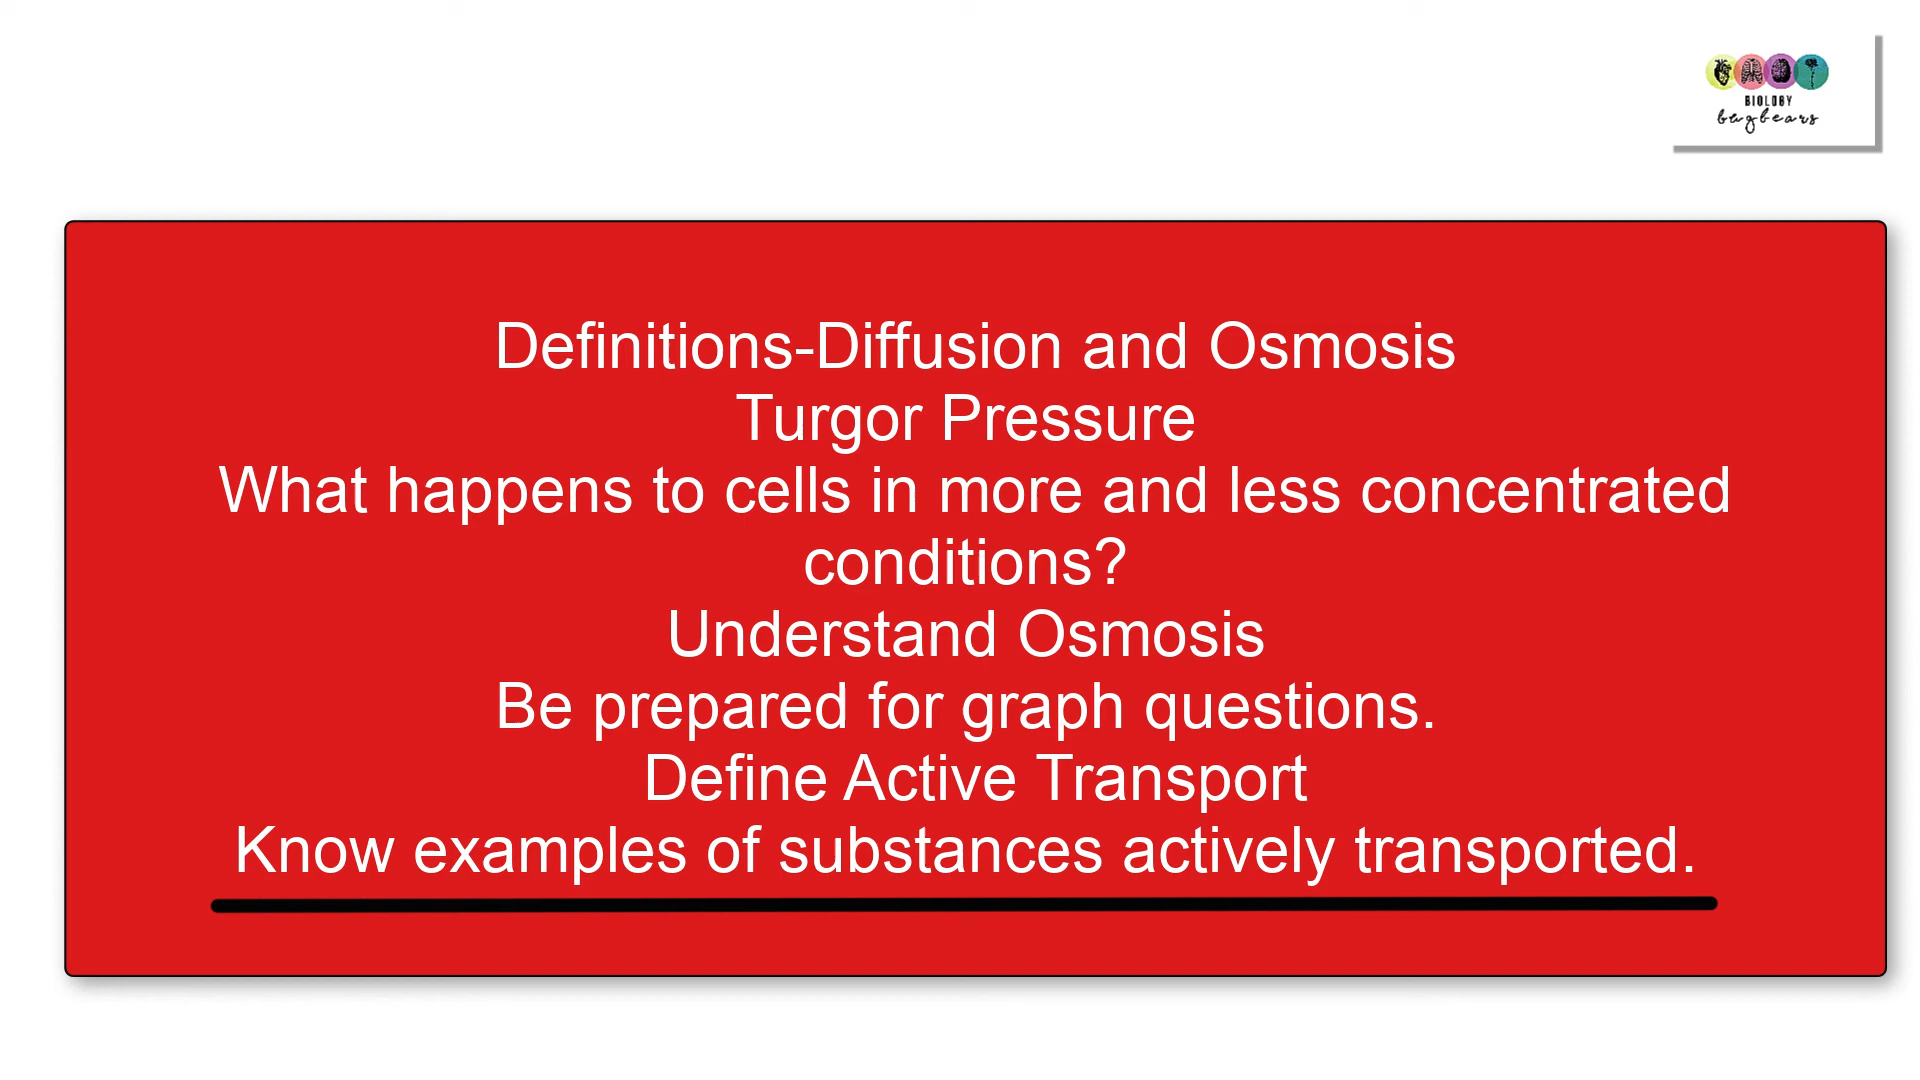 BIOLOGY
bugbears
Definitions-Diffusion and Osmosis
Turgor Pressure
What happens to cells in more and less concentrated
conditions?
Understand Osmosis
Be prepared for graph questions.
Define Active Transport
Know examples of substances actively transported.